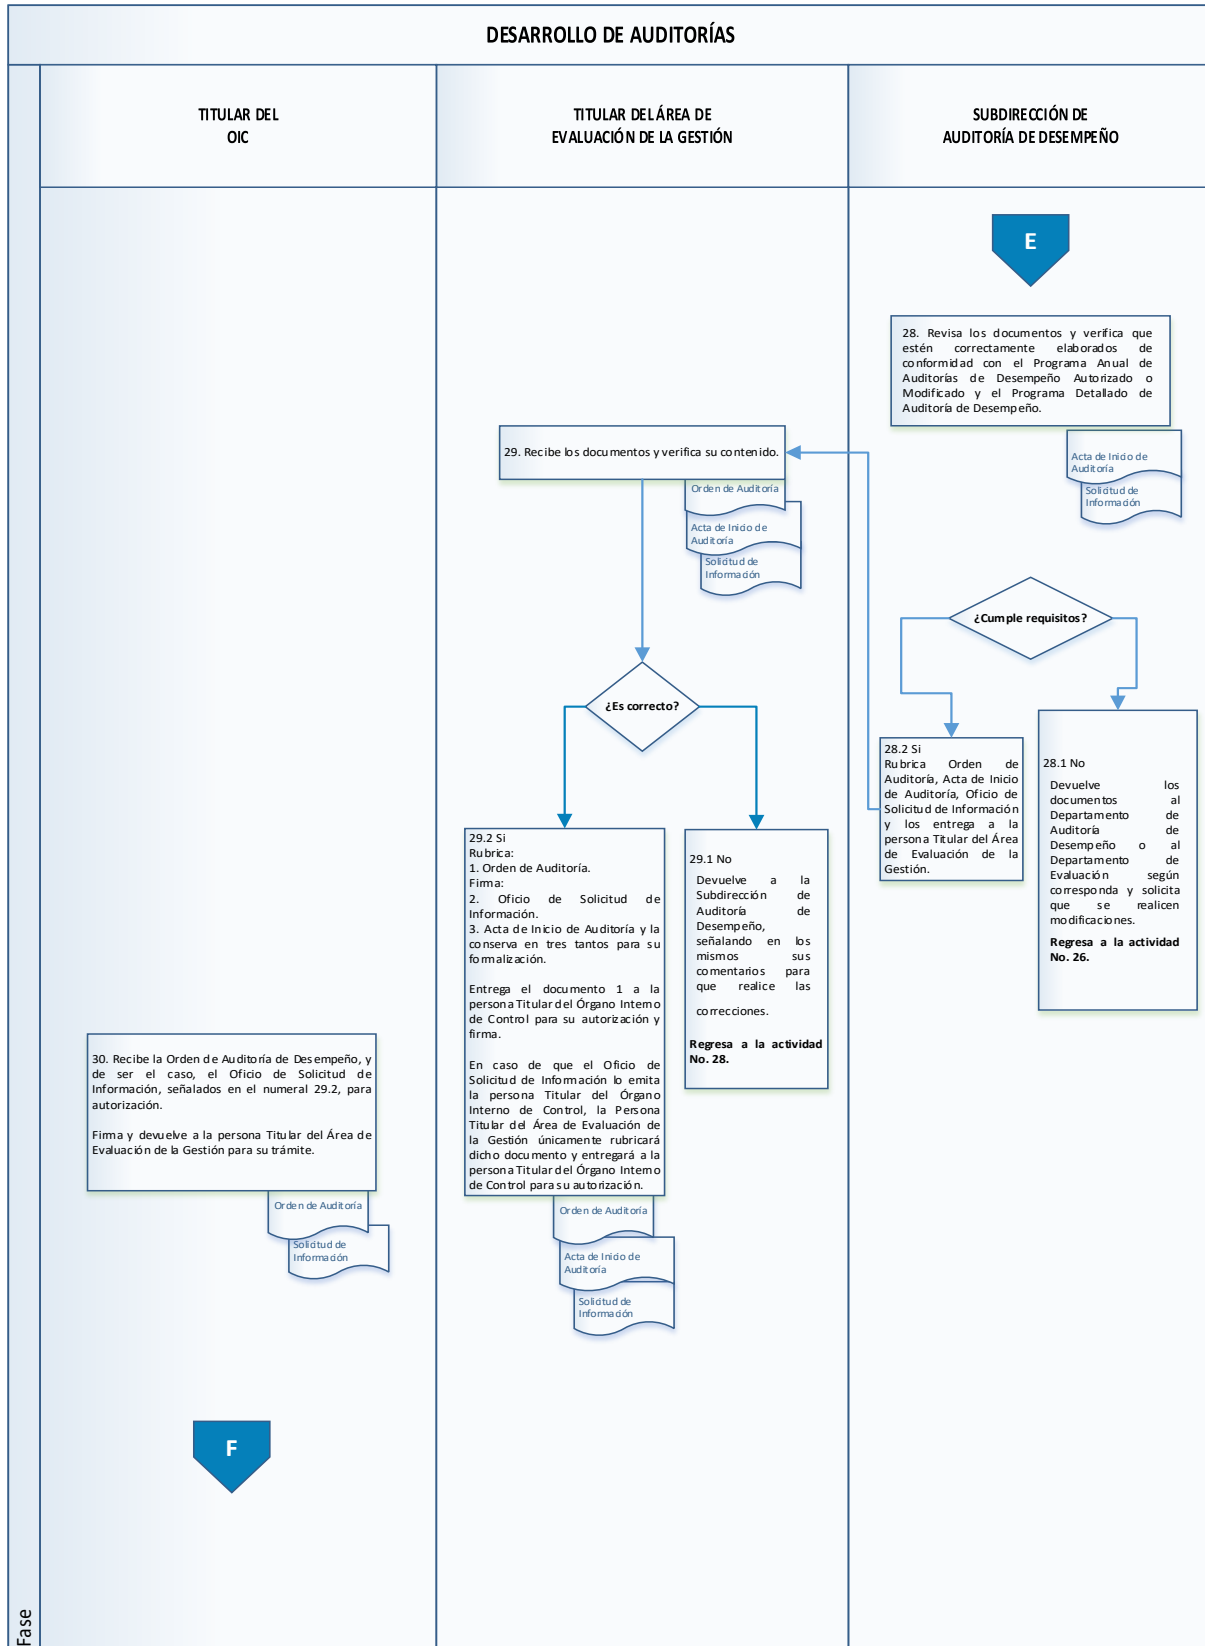 DESARROLLO DE AUDITORÍAS
TITULAR DEL
OIC
TITULAR DEL ÁREA DE
EVALUACIÓN DE LA GESTIÓN
SUBDIRECCIÓN DE
AUDITORÍA DE DESEMPEÑO
E
28. Revisa los documentos y verifica que
estén correctamente elaborados de
conformidad con el Programa Anual de
Auditorías de Desempeño Autorizado o
Modificado y el Programa Detallado de
Auditoría de Desempeño.
Acta de Inicio de
Auditoría
Solicitud de
Información
29. Recibe los documentos y verifica su contenido.
Orden de Auditoría
Acta de Inicio de
Auditoría
Solicitud de
Información
¿Cumple requisitos?
¿Es correcto?
28.2 Si
Rubrica Orden de
Auditoría, Acta de Inicio
de Auditoría, Oficio de
Solicitud de Información
y los entrega a la
persona Titular del Área
de Evaluación de la
Gestión.
28.1 No
Devuelve los
documentos al
Departamento de
Auditoría de
Desempeño o al
Departamento de
Evaluación según
corresponda y solicita
que se realicen
modificaciones.
Regresa a la actividad
No. 26.
29.2 Si
Rubrica:
1. Orden de Auditoría.
Firma:
2. Oficio de Solicitud de
Información.
3. Acta de Inicio de Auditoría y la
conserva en tres tantos para su
formalización.
Entrega el documento 1 a la
persona Titular del Órgano Interno
de Control para su autorización y
firma.
En caso de que el Oficio de
Solicitud de Información lo emita
la persona Titular del Órgano
Interno de Control, la Persona
Titular del Área de Evaluación de
la Gestión únicamente rubricará
dicho documento y entregará a la
persona Titular del Órgano Interno
de Control para su autorización.
Orden de Auditoría
Acta de Inicio de
Auditoría
Solicitud de
Información
29.1 No
Devuelve a la
Subdirección de
Auditoría de
Desempeño,
señalando en los
mismos sus
comentarios para
que realice las
correcciones.
Regresa a la actividad
No. 28.
30. Recibe la Orden de Auditoría de Desempeño, y
de ser el caso, el Oficio de Solicitud de
Información, señalados en el numeral 29.2, para
autorización.
Firma y devuelve a la persona Titular del Área de
Evaluación de la Gestión para su trámite.
Orden de Auditoría
Solicitud de
Información
F
Fase